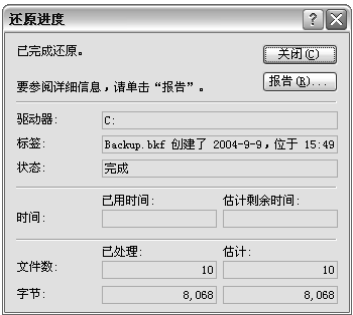 还原进度
已完成还原。
关闭(C)
要参阅详细信息，请单击“报告”。
报告(R)...
驱动器: C:
标签: Backup.bkf 创建了 2004-9-9，位于 15:49
状态: 完成
已用时间: 估计剩余时间:
时间:
已处理: 估计:
文件数: 10 10
字节: 8,068 8,068